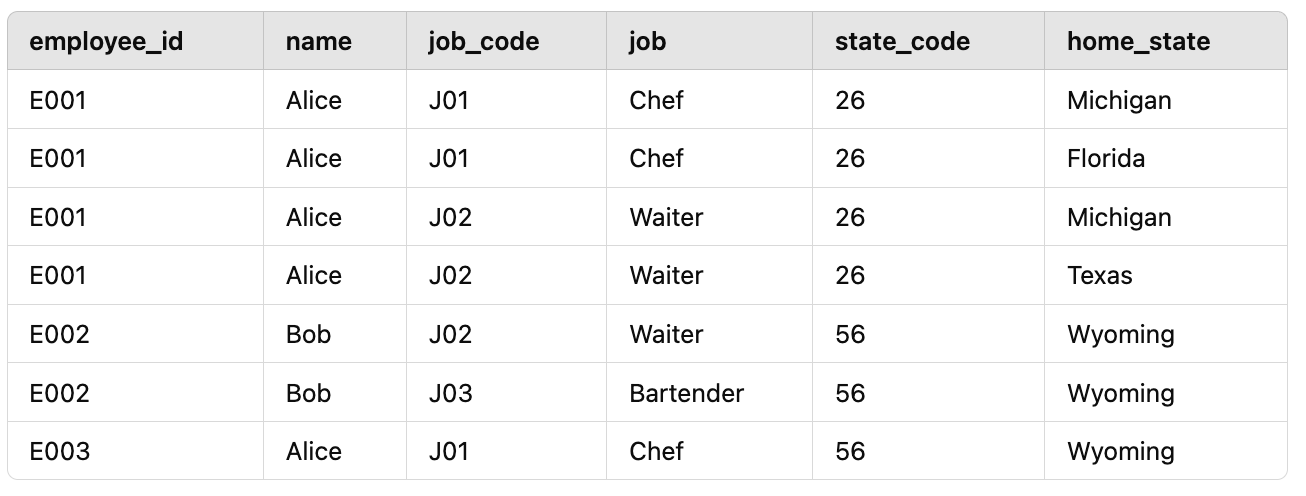 employee_id name job_code job state_code home_state
E001 Alice J01 Chef 26 Michigan
E001 Alice J01 Chef 26 Florida
E001 Alice J02 Waiter 26 Michigan
E001 Alice J02 Waiter 26 Texas
E002 Bob J02 Waiter 56 Wyoming
E002 Bob J03 Bartender 56 Wyoming
E003 Alice J01 Chef 56 Wyoming